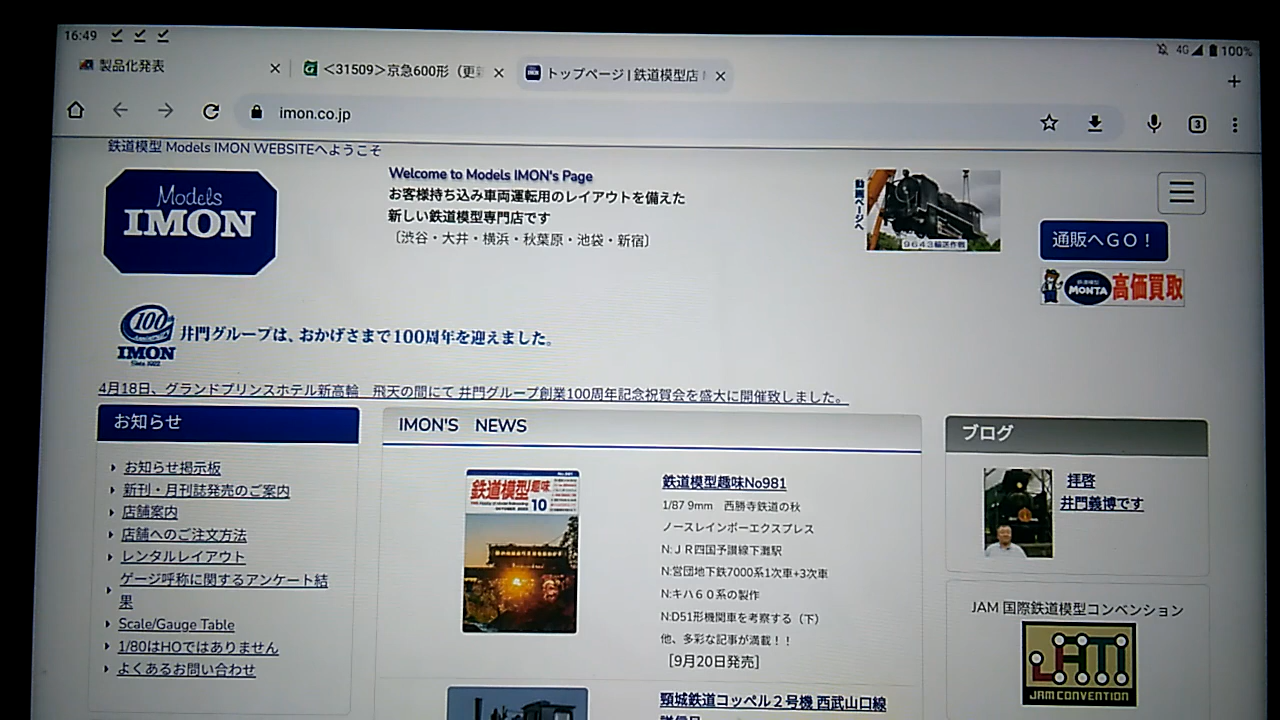 16:49
4G 100%
製品化発表
<31509>京急600形（更新
トップページ | 鉄道模型店
imon.co.jp
3
鉄道模型 Models IMON WEBSITEへようこそ
Models
IMON
Welcome to Models IMON's Page
お客様持ち込み車両運転用のレイアウトを備えた
新しい鉄道模型専門店です
〔渋谷・大井・横浜・秋葉原・池袋・新宿〕
動画ページへ
9643輸送作戦
通販へＧＯ！
鉄道模型
MONTA
高価買取
100
IMON
Since 1922
井門グループは、おかげさまで100周年を迎えました。
4月18日、グランドプリンスホテル新高輪　飛天の間にて 井門グループ創業100周年記念祝賀会を盛大に開催致しました。
お知らせ
お知らせ掲示板
新刊・月刊誌発売のご案内
店舗案内
店舗へのご注文方法
レンタルレイアウト
ゲージ呼称に関するアンケート結
果
Scale/Gauge Table
1/80はHOではありません
よくあるお問い合わせ
IMON'S NEWS
鉄道模型趣味
10
鉄道模型趣味No981
1/87 9mm　西勝寺鉄道の秋
ノースレインボーエクスプレス
N:ＪＲ四国予讃線下灘駅
N:営団地下鉄7000系1次車+3次車
N:キハ６０系の製作
N:D51形機関車を考察する（下）
他、多彩な記事が満載！！
［9月20日発売］
頸城鉄道コッペル２号機 西武山口線
ブログ
拝啓
井門義博です
JAM 国際鉄道模型コンベンション
JAM
JAM CONVENTION